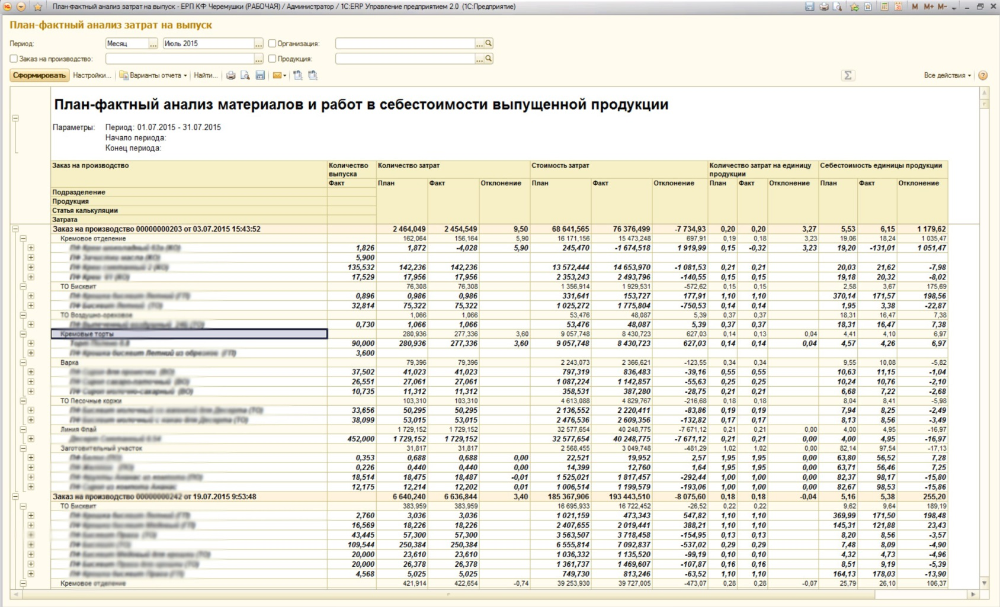 План-фактный анализ затрат на выпуск - ЕРП КФ Черемушки (РАБОЧАЯ) / Администратор / 1С:ERP Управление предприятием 2.0 (1С:Предприятие)
M M+ M-
План-фактный анализ затрат на выпуск
Период: Месяц ... Июль 2015 ... Организация: ...
Заказ на производство: ... Продукция: ...
Сформировать Настройки... Варианты отчета Найти... Σ Все действия ?
План-фактный анализ материалов и работ в себестоимости выпущенной продукции
Параметры: Период: 01.07.2015 - 31.07.2015
Начало периода:
Конец периода:
Заказ на производство Количество выпуска Количество затрат Стоимость затрат Количество затрат на единицу продукции Себестоимость единицы продукции
Факт План Факт Отклонение План Факт Отклонение План Факт Отклонение План Факт Отклонение
Подразделение
Продукция
Статья калькуляции
Затрата
Заказ на производство 00000000203 от 03.07.2015 15:43:52 2 464,049 2 454,549 9,50 68 641,565 76 376,499 -7 734,93 0,20 0,20 3,27 5,53 6,15 1 179,62
Кремовое отделение 162,064 156,164 5,90 16 171,156 15 473,248 697,91 0,19 0,18 3,23 19,06 18,24 1 035,47
1,826 1,872 -4,028 5,90 245,470 -1 674,518 1 919,99 0,15 -0,32 3,23 19,20 -131,01 1 051,47
5,900
135,532 142,236 142,236 13 572,444 14 653,970 -1 081,53 0,21 0,21 20,03 21,62 -7,98
17,529 17,956 17,956 2 353,243 2 493,796 -140,55 0,15 0,15 19,18 20,32 -8,02
ТО Бисквит 76,308 76,308 1 356,914 1 929,531 -572,62 0,15 0,15 2,58 3,67 175,69
0,896 0,986 0,986 331,641 153,727 177,91 1,10 1,10 370,14 171,57 198,56
32,814 75,322 75,322 1 025,272 1 775,804 -750,53 0,14 0,14 1,95 3,38 -22,87
ТО Воздушно-ореховое 1,066 1,066 53,476 48,087 5,39 0,37 0,37 18,31 16,47 7,38
0,730 1,066 1,066 53,476 48,087 5,39 0,37 0,37 18,31 16,47 7,38
Кремовые торты 280,936 277,336 3,60 9 057,748 8 430,723 627,03 0,14 0,13 0,04 4,41 4,10 6,97
90,000 280,936 277,336 3,60 9 057,748 8 430,723 627,03 0,14 0,14 0,04 4,57 4,26 6,97
3,600
Варка 79,396 79,396 2 243,073 2 366,621 -123,55 0,34 0,34 9,55 10,08 -5,82
37,502 41,023 41,023 797,319 836,483 -39,16 0,55 0,55 10,63 11,15 -1,04
26,551 27,061 27,061 1 087,224 1 142,857 -55,63 0,25 0,25 10,24 10,76 -2,10
10,735 11,312 11,312 358,531 387,280 -28,75 0,21 0,21 6,68 7,22 -2,68
ТО Песочные коржи 103,310 103,310 4 613,088 4 829,767 -216,68 0,18 0,18 8,04 8,41 -5,98
33,656 50,295 50,295 2 136,552 2 220,411 -83,86 0,19 0,19 7,94 8,25 -2,49
38,099 53,015 53,015 2 476,536 2 609,356 -132,82 0,17 0,17 8,13 8,56 -3,49
Линия Флай 1 729,152 1 729,152 32 577,654 40 248,775 -7 671,12 0,21 0,21 0,00 4,00 4,95 -16,97
452,000 1 729,152 1 729,152 32 577,654 40 248,775 -7 671,12 0,21 0,21 0,00 4,00 4,95 -16,97
Заготовительный участок 31,817 31,817 2 568,455 3 049,748 -481,29 1,02 1,02 0,00 82,14 97,54 -17,13
0,353 0,688 0,688 0,00 22,521 19,952 2,57 1,95 1,95 0,00 63,80 56,52 7,28
0,226 0,440 0,440 0,00 14,399 12,760 1,64 1,95 1,95 0,00 63,71 56,46 7,25
18,514 18,475 18,487 -0,01 1 525,021 1 817,457 -292,44 1,00 1,00 0,00 82,37 98,17 -15,80
12,175 12,214 12,202 0,01 1 006,514 1 199,579 -193,06 1,00 1,00 0,00 82,67 98,53 -15,86
Заказ на производство 00000000242 от 19.07.2015 9:53:48 6 640,240 6 636,844 3,40 185 367,906 193 443,510 -8 075,60 0,18 0,18 -0,04 5,16 5,38 255,20
ТО Бисквит 383,959 383,959 16 695,933 16 722,452 -26,52 0,22 0,22 9,62 9,64 189,19
2,760 3,036 3,036 1 021,159 473,343 547,82 1,10 1,10 369,99 171,50 198,48
16,569 18,226 18,226 2 407,655 2 019,441 388,21 1,10 1,10 145,31 121,88 23,43
43,445 57,300 57,300 3 563,507 3 718,458 -154,95 0,13 0,13 8,20 8,56 -3,57
109,544 250,384 250,384 6 555,814 7 092,837 -537,02 0,29 0,29 7,48 8,09 -4,90
20,000 23,610 23,610 1 036,332 1 135,520 -99,19 0,10 0,10 4,32 4,73 -4,96
20,000 26,378 26,378 1 361,737 1 469,607 -107,87 0,16 0,16 8,51 9,19 -5,39
4,568 5,025 5,025 749,730 813,246 -63,52 1,10 1,10 164,13 178,03 -13,90
Кремовое отделение 421,914 422,654 -0,74 39 253,930 39 727,005 -473,07 0,28 0,28 -0,07 25,79 26,10 106,37